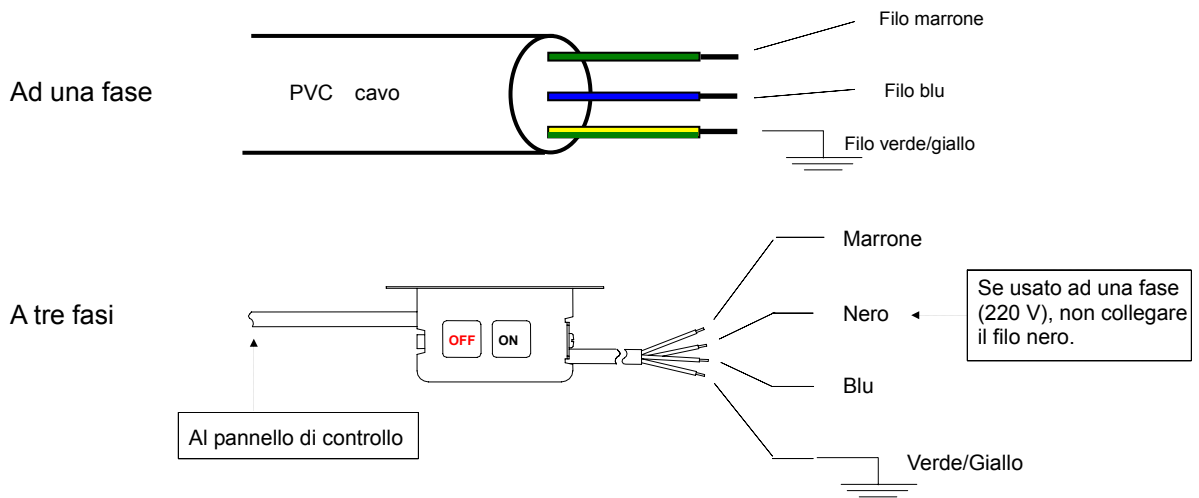 Filo marrone
Ad una fase
PVC cavo
Filo blu
Filo verde/giallo
Marrone
A tre fasi
OFF
ON
Nero
Se usato ad una fase
(220 V), non collegare
il filo nero.
Blu
Al pannello di controllo
Verde/Giallo